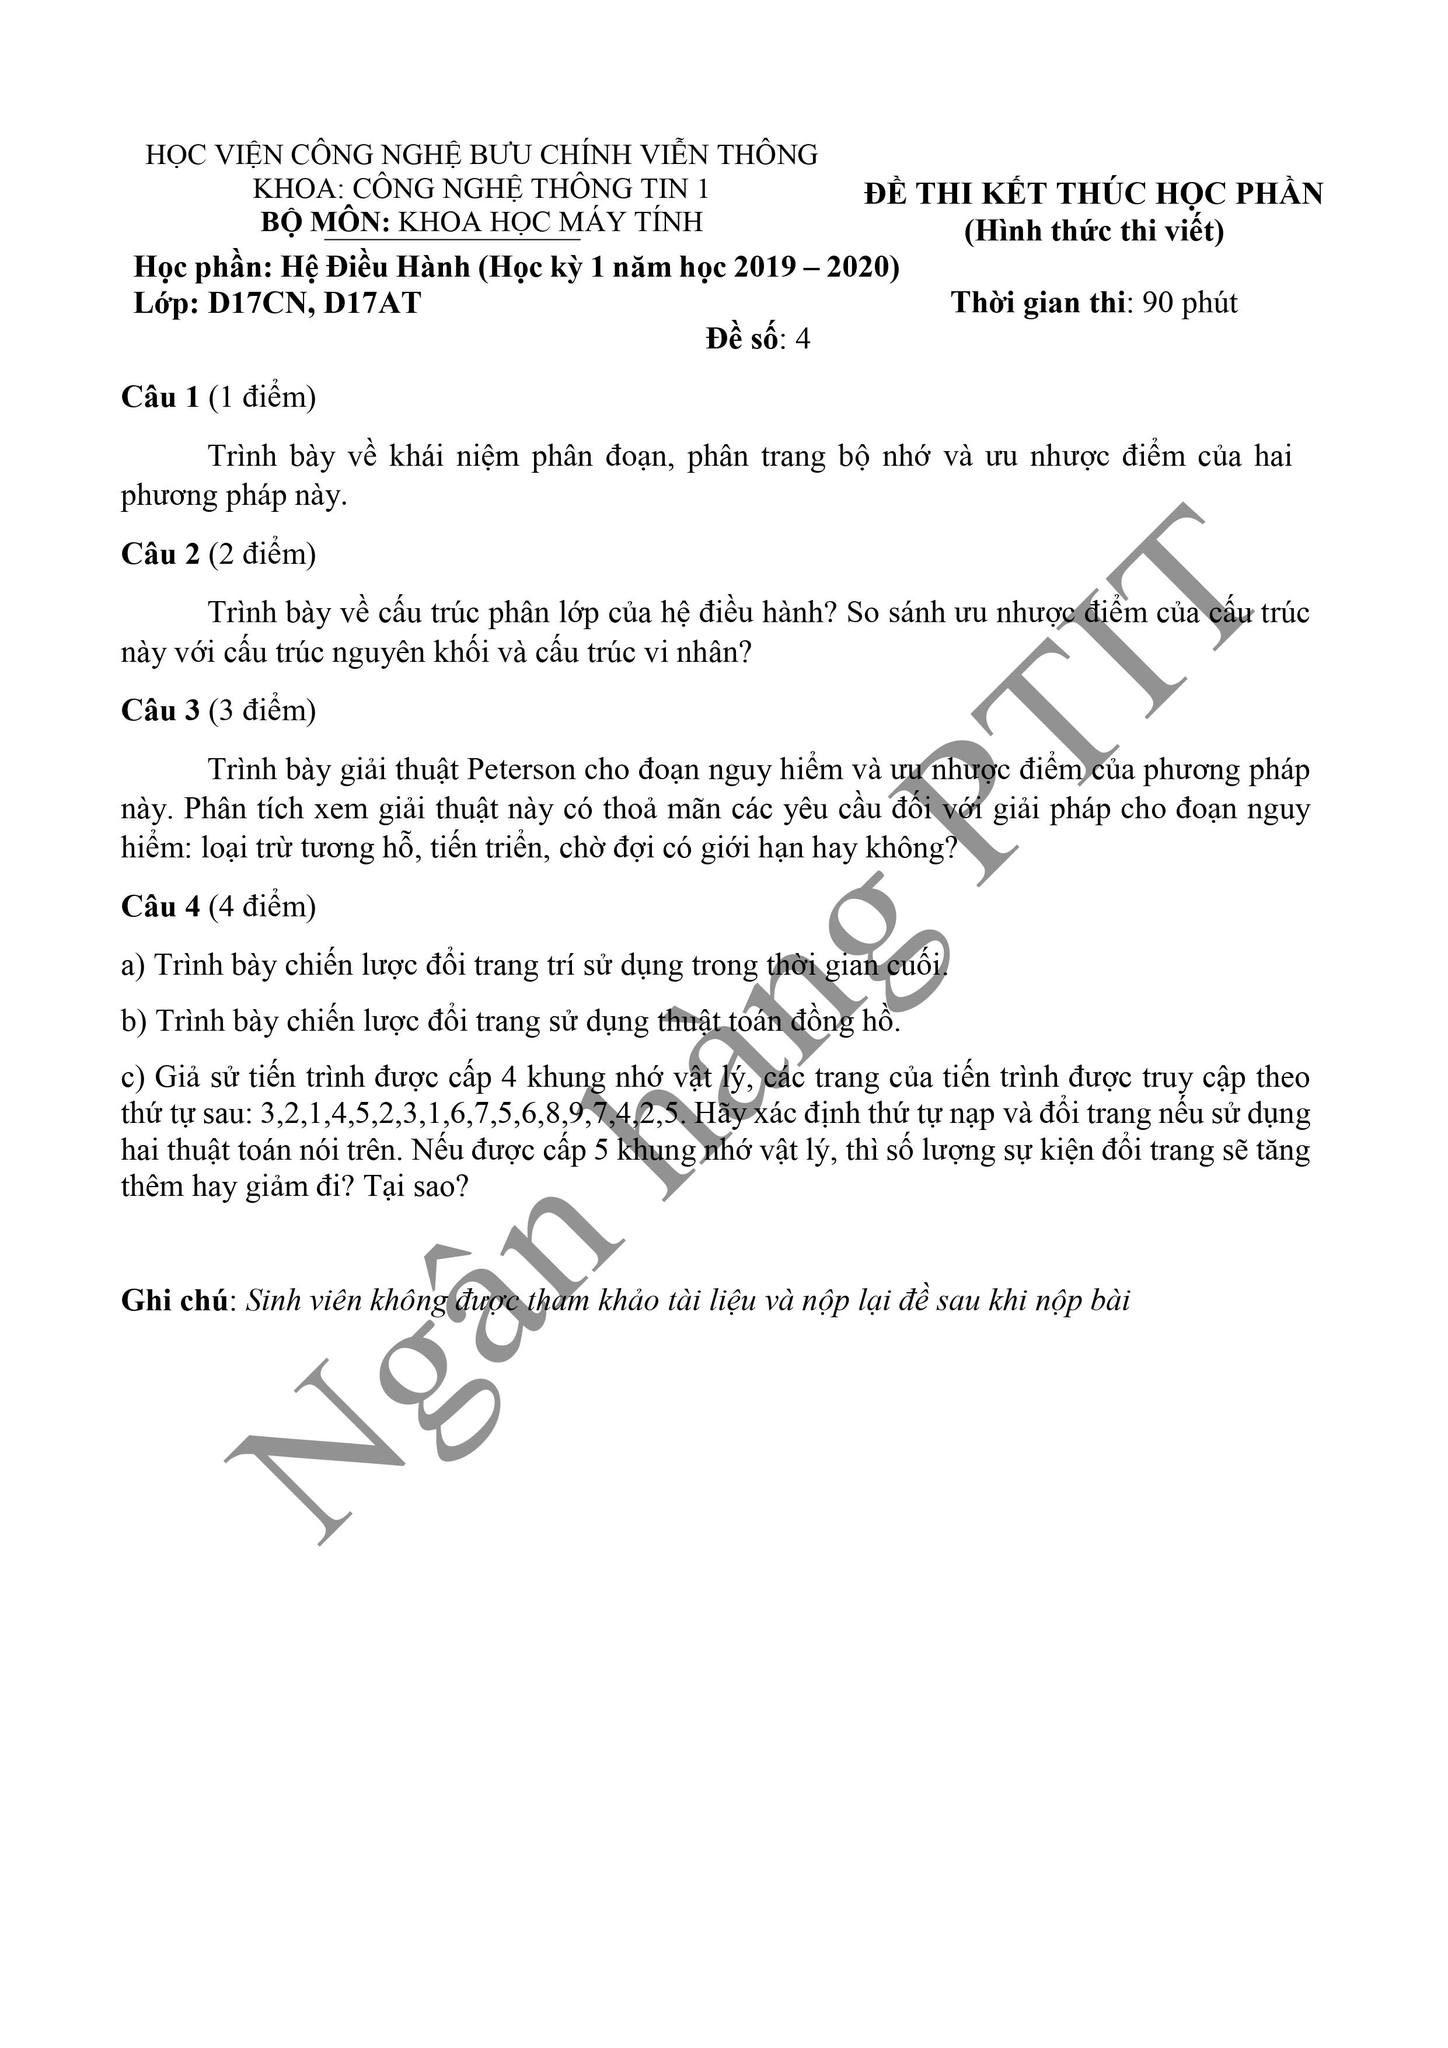 HỌC VIỆN CÔNG NGHỆ BƯU CHÍNH VIỄN THÔNG
KHOA: CÔNG NGHỆ THÔNG TIN 1
BỘ MÔN: KHOA HỌC MÁY TÍNH
ĐỀ THI KẾT THÚC HỌC PHẦN
(Hình thức thi viết)
Học phần: Hệ Điều Hành (Học kỳ 1 năm học 2019 – 2020)
Lớp: D17CN, D17AT
Thời gian thi: 90 phút
Đề số: 4
Câu 1 (1 điểm)
Trình bày về khái niệm phân đoạn, phân trang bộ nhớ và ưu nhược điểm của hai
phương pháp này.
Câu 2 (2 điểm)
Trình bày về cấu trúc phân lớp của hệ điều hành? So sánh ưu nhược điểm của cấu trúc
này với cấu trúc nguyên khối và cấu trúc vi nhân?
Câu 3 (3 điểm)
Trình bày giải thuật Peterson cho đoạn nguy hiểm và ưu nhược điểm của phương pháp
này. Phân tích xem giải thuật này có thoả mãn các yêu cầu đối với giải pháp cho đoạn nguy
hiểm: loại trừ tương hỗ, tiến triển, chờ đợi có giới hạn hay không?
Câu 4 (4 điểm)
a) Trình bày chiến lược đổi trang trí sử dụng trong thời gian cuối.
b) Trình bày chiến lược đổi trang sử dụng thuật toán đồng hồ.
c) Giả sử tiến trình được cấp 4 khung nhớ vật lý, các trang của tiến trình được truy cập theo
thứ tự sau: 3,2,1,4,5,2,3,1,6,7,5,6,8,9,7,4,2,5. Hãy xác định thứ tự nạp và đổi trang nếu sử dụng
hai thuật toán nói trên. Nếu được cấp 5 khung nhớ vật lý, thì số lượng sự kiện đổi trang sẽ tăng
thêm hay giảm đi? Tại sao?
Ghi chú: Sinh viên không được tham khảo tài liệu và nộp lại đề sau khi nộp bài
Ngân hàng PTIT